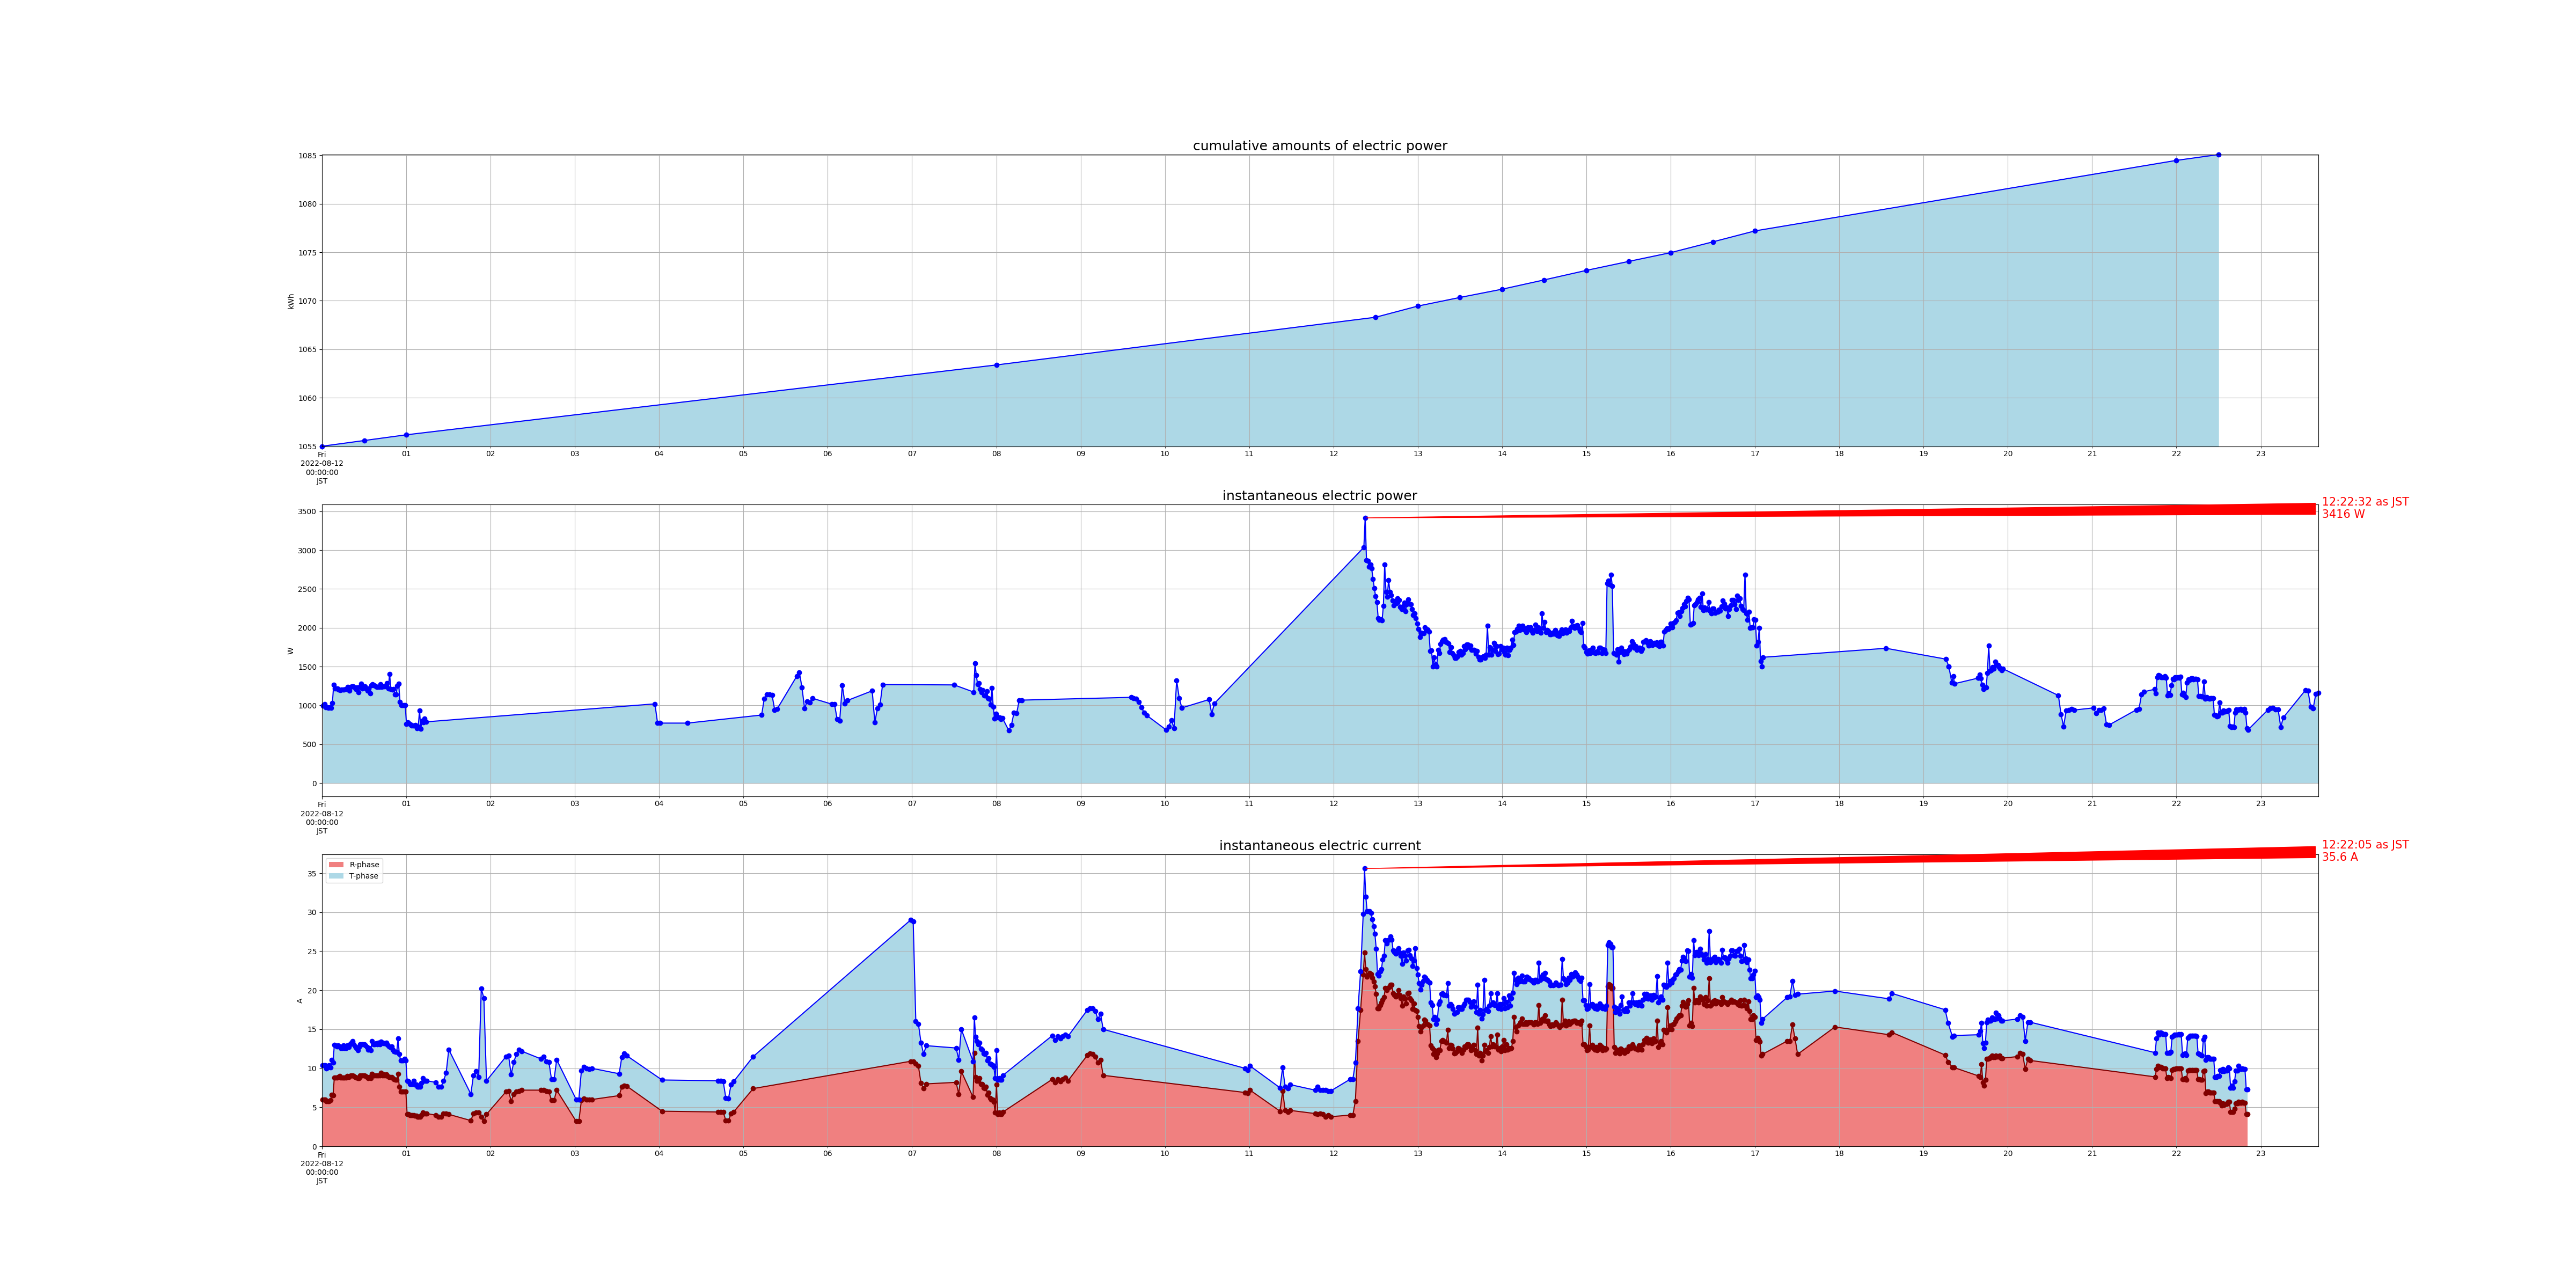 cumulative amounts of electric power
1085
1080
1075
1070
1065
1060
1055
kWh
01 02 03 04 05 06 07 08 09 10 11 12 13 14 15 16 17 18 19 20 21 22 23
Fri
2022-08-12
00:00:00
JST
instantaneous electric power
12:22:32 as JST
3416 W
3500
3000
2500
2000
1500
1000
500
0
W
01 02 03 04 05 06 07 08 09 10 11 12 13 14 15 16 17 18 19 20 21 22 23
Fri
2022-08-12
00:00:00
JST
instantaneous electric current
12:22:05 as JST
35.6 A
R-phase
T-phase
35
30
25
20
15
10
5
0
A
01 02 03 04 05 06 07 08 09 10 11 12 13 14 15 16 17 18 19 20 21 22 23
Fri
2022-08-12
00:00:00
JST